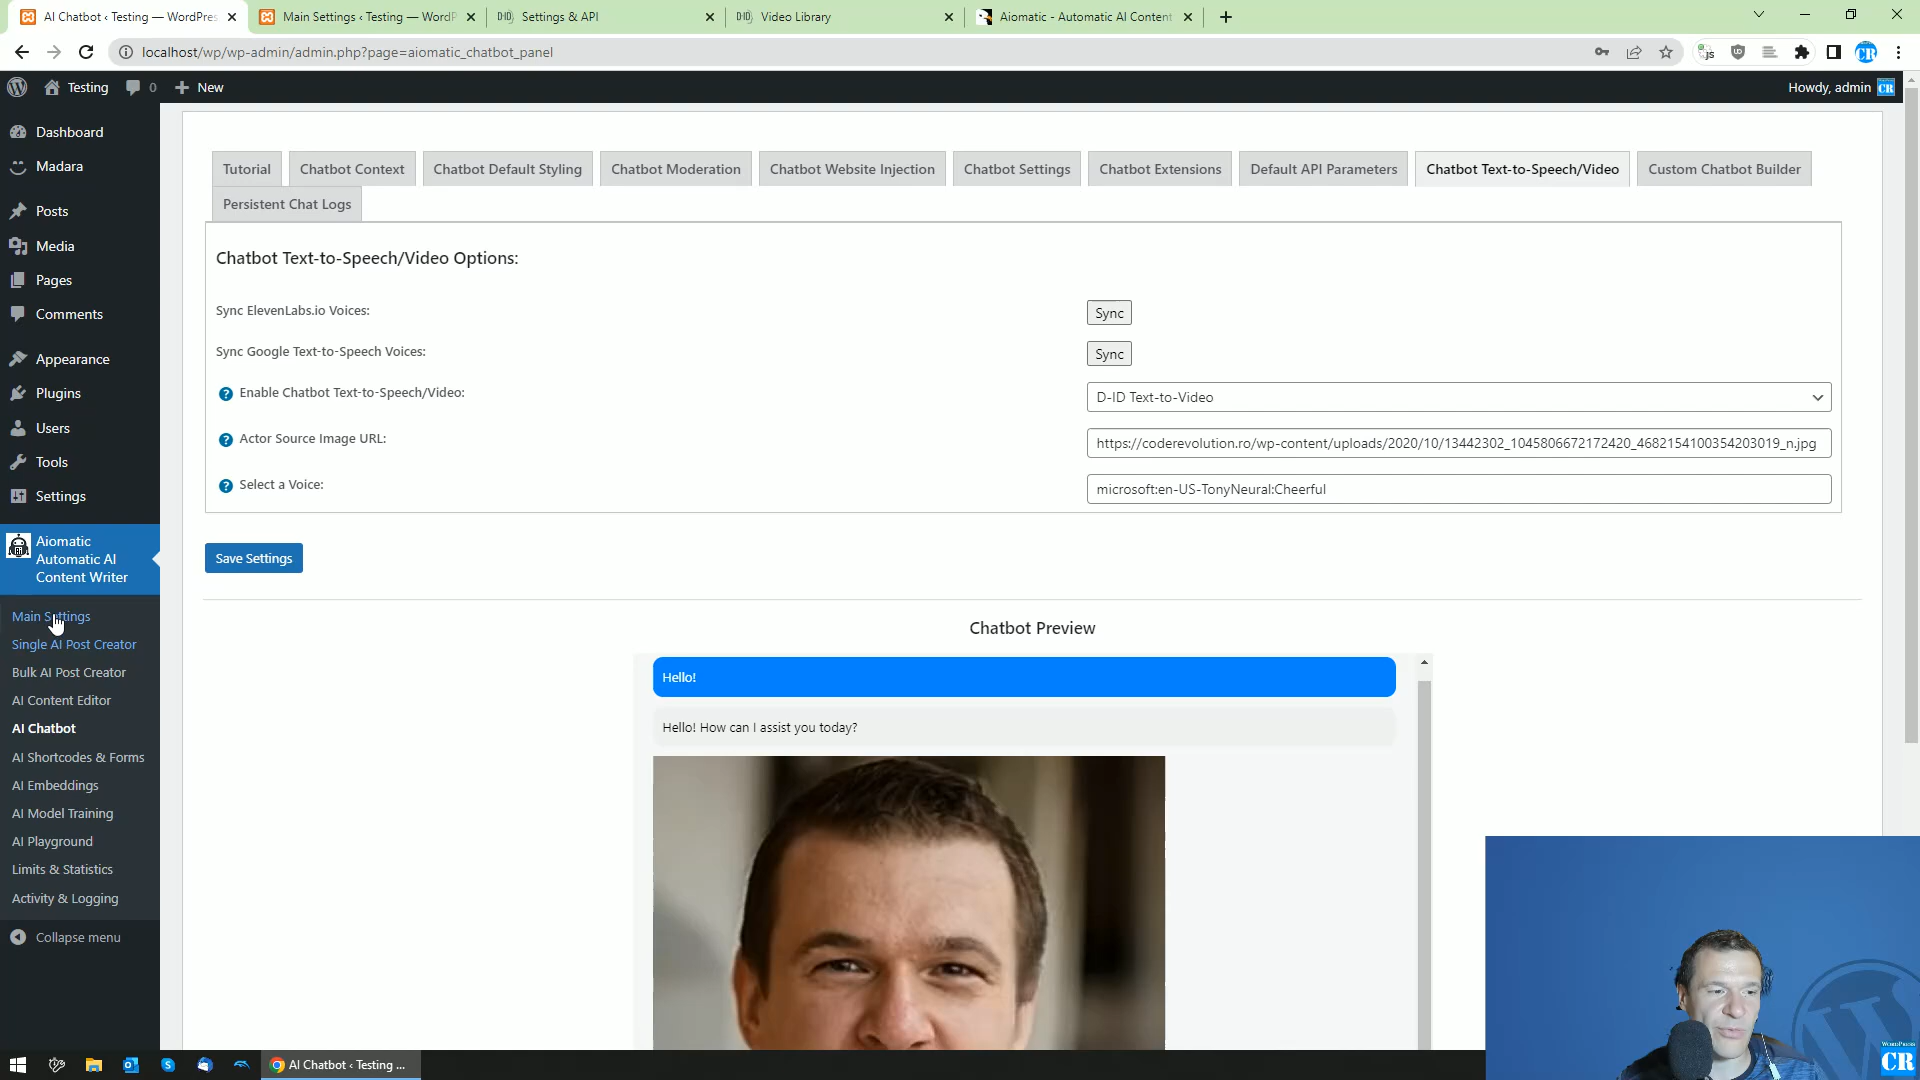 AI Chatbot ‹ Testing — WordPres
Main Settings ‹ Testing — WordP
D-ID Settings & API
D-ID Video Library
Aiomatic - Automatic AI Content
localhost/wp/wp-admin/admin.php?page=aiomatic_chatbot_panel
Testing
0
New
Howdy, admin
CR
Dashboard
Madara
Posts
Media
Pages
Comments
Appearance
Plugins
Users
Tools
Settings
Aiomatic
Automatic AI
Content Writer
Main Settings
Single AI Post Creator
Bulk AI Post Creator
AI Content Editor
AI Chatbot
AI Shortcodes & Forms
AI Embeddings
AI Model Training
AI Playground
Limits & Statistics
Activity & Logging
Collapse menu
Tutorial
Chatbot Context
Chatbot Default Styling
Chatbot Moderation
Chatbot Website Injection
Chatbot Settings
Chatbot Extensions
Default API Parameters
Chatbot Text-to-Speech/Video
Custom Chatbot Builder
Persistent Chat Logs
Chatbot Text-to-Speech/Video Options:
Sync ElevenLabs.io Voices:
Sync
Sync Google Text-to-Speech Voices:
Sync
Enable Chatbot Text-to-Speech/Video:
D-ID Text-to-Video
Actor Source Image URL:
https://coderevolution.ro/wp-content/uploads/2020/10/13442302_1045806672172420_4682154100354203019_n.jpg
Select a Voice:
microsoft:en-US-TonyNeural:Cheerful
Save Settings
Chatbot Preview
Hello!
Hello! How can I assist you today?
AI Chatbot ‹ Testing ...
WORDPRESS
CR